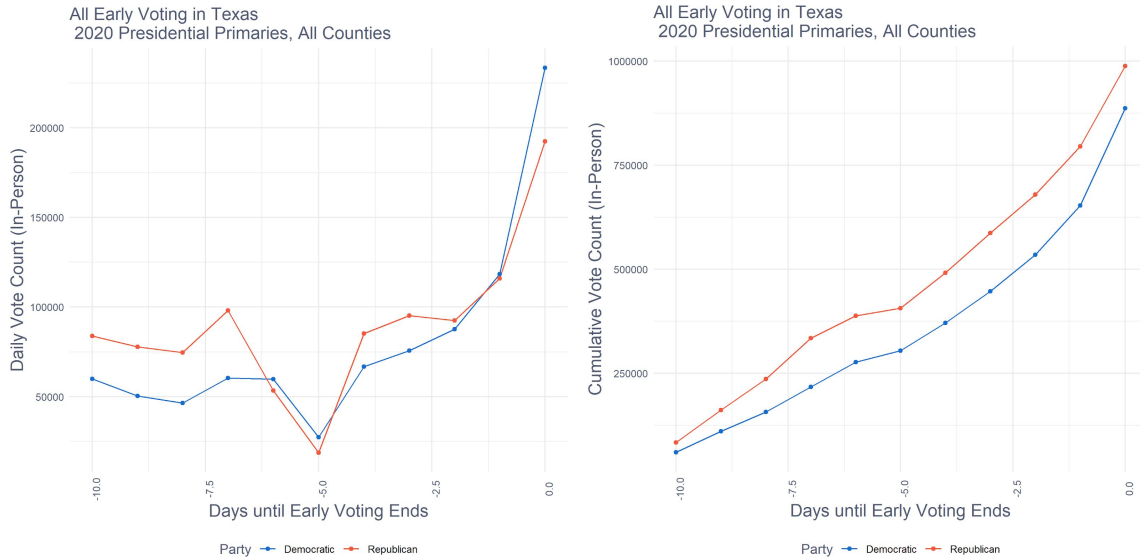 All Early Voting in Texas
2020 Presidential Primaries, All Counties
Daily Vote Count (In-Person)
200000
150000
100000
50000
-10.0
-7.5
-5.0
-2.5
0.0
Days until Early Voting Ends
Party Democratic Republican
All Early Voting in Texas
2020 Presidential Primaries, All Counties
Cumulative Vote Count (In-Person)
1000000
750000
500000
250000
-10.0
-7.5
-5.0
-2.5
0.0
Days until Early Voting Ends
Party Democratic Republican